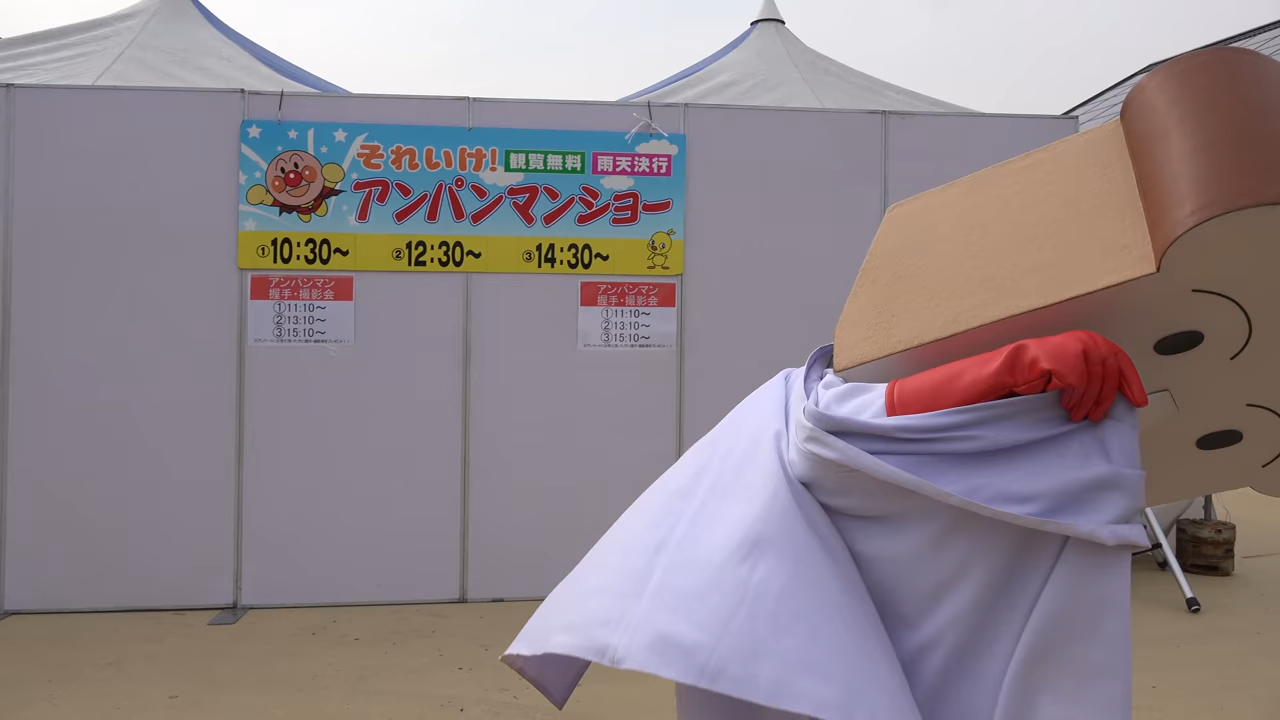 それいけ! 観覧無料 雨天決行
アンパンマンショー
①10:30〜 ②12:30〜 ③14:30〜
アンパンマン
握手・撮影会
①11:10〜
②13:10〜
③15:10〜
アンパンマン
握手・撮影会
①11:10〜
②13:10〜
③15:10〜